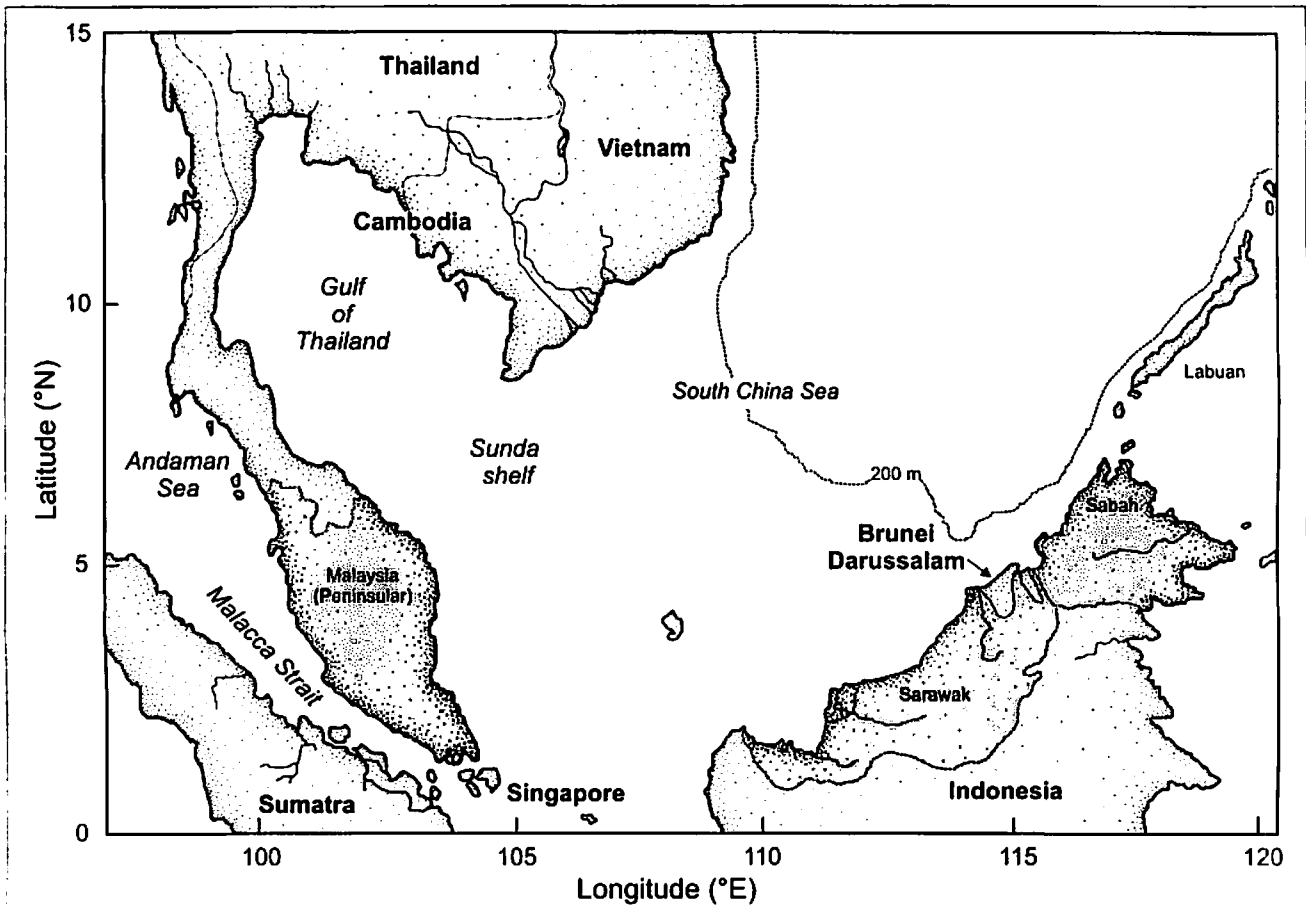 15
10
5
0
Latitude (°N)
Thailand
Vietnam
Cambodia
Gulf
of
Thailand
South China Sea
Labuan
Andaman
Sea
Sunda
shelf
200 m
Sabah
Brunei
Darussalam
Malaysia
(Peninsular)
Malacca Strait
Sarawak
Sumatra
Singapore
Indonesia
100
105
110
115
120
Longitude (°E)